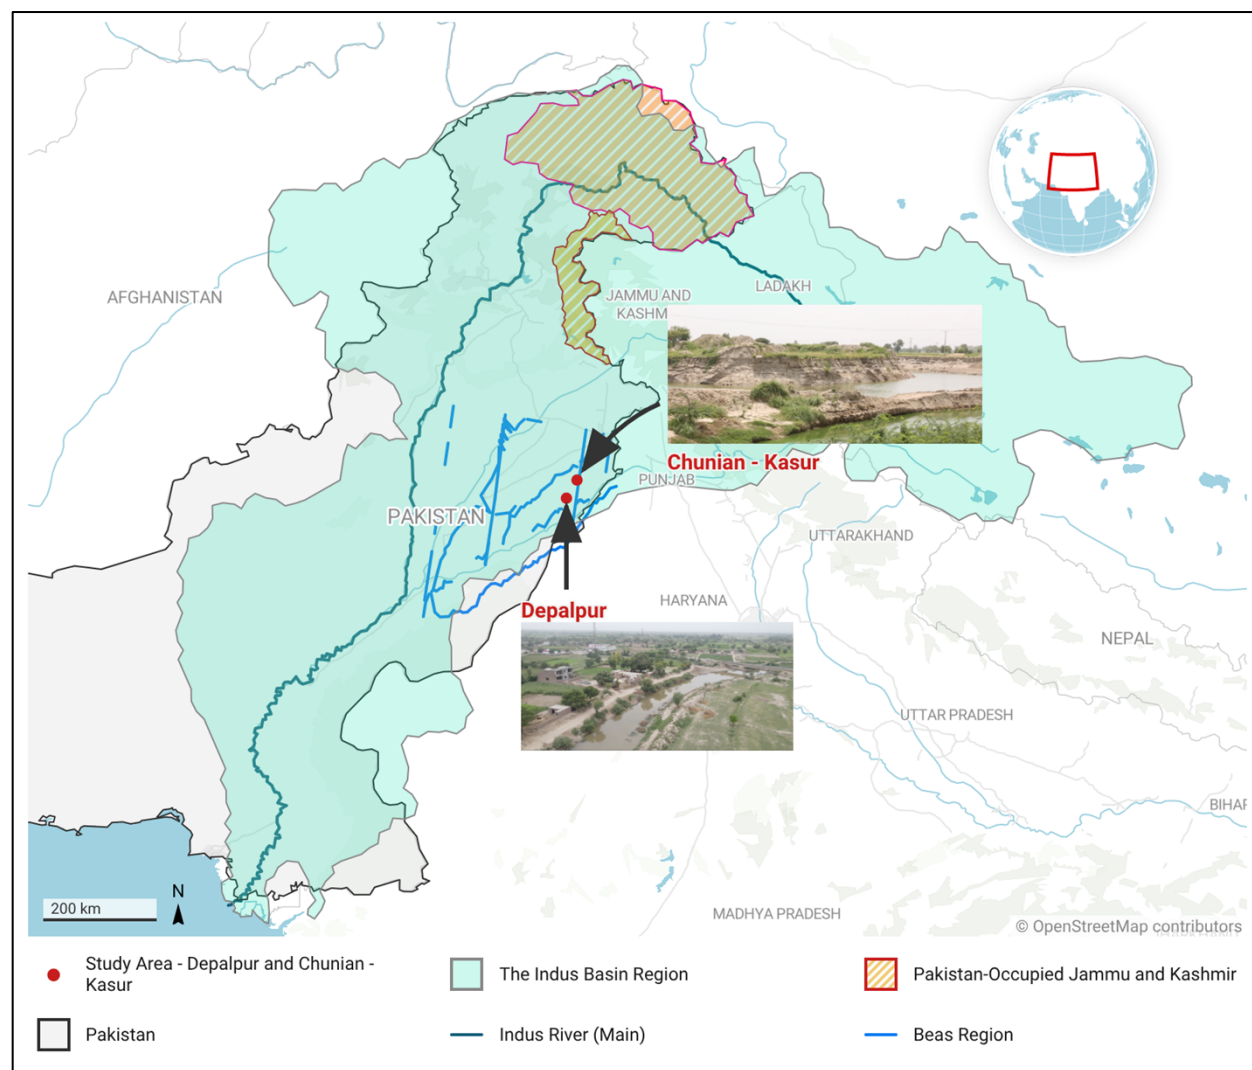 AFGHANISTAN
LADAKH
JAMMU AND
KASHM
Chunian - Kasur
PUNJAB
PAKISTAN
UTTARAKHAND
Depalpur
HARYANA
NEPAL
UTTAR PRADESH
BIHAR
MADHYA PRADESH
N
200 km
© OpenStreetMap contributors
Study Area - Depalpur and Chunian -
Kasur
The Indus Basin Region
Pakistan-Occupied Jammu and Kashmir
Pakistan
Indus River (Main)
Beas Region